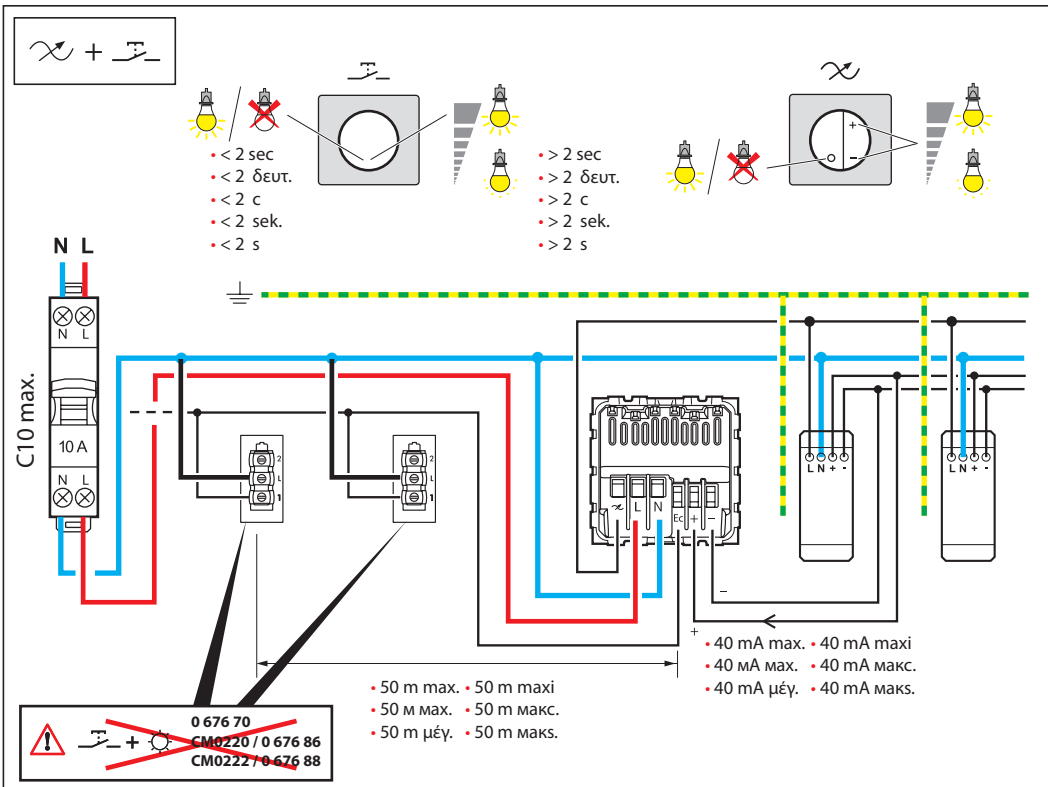 • < 2 sec
• < 2 δευτ.
• < 2 с
• < 2 sek.
• < 2 s
• > 2 sec
• > 2 δευτ.
• > 2 с
• > 2 sek.
• > 2 s
+
−
N L
N L
C10 max.
10 A
N L
2
L
1
2
L
1
L N Ec + −
L N + -
L N + -
−
+
• 40 mA max. • 40 mA maxi
• 40 мА мах. • 40 мА макс.
• 40 mA μέγ. • 40 mA маks.
• 50 m max. • 50 m maxi
• 50 м мах. • 50 m макс.
• 50 m μέγ. • 50 m маks.
0 676 70
CM0220 / 0 676 86
CM0222 / 0 676 88